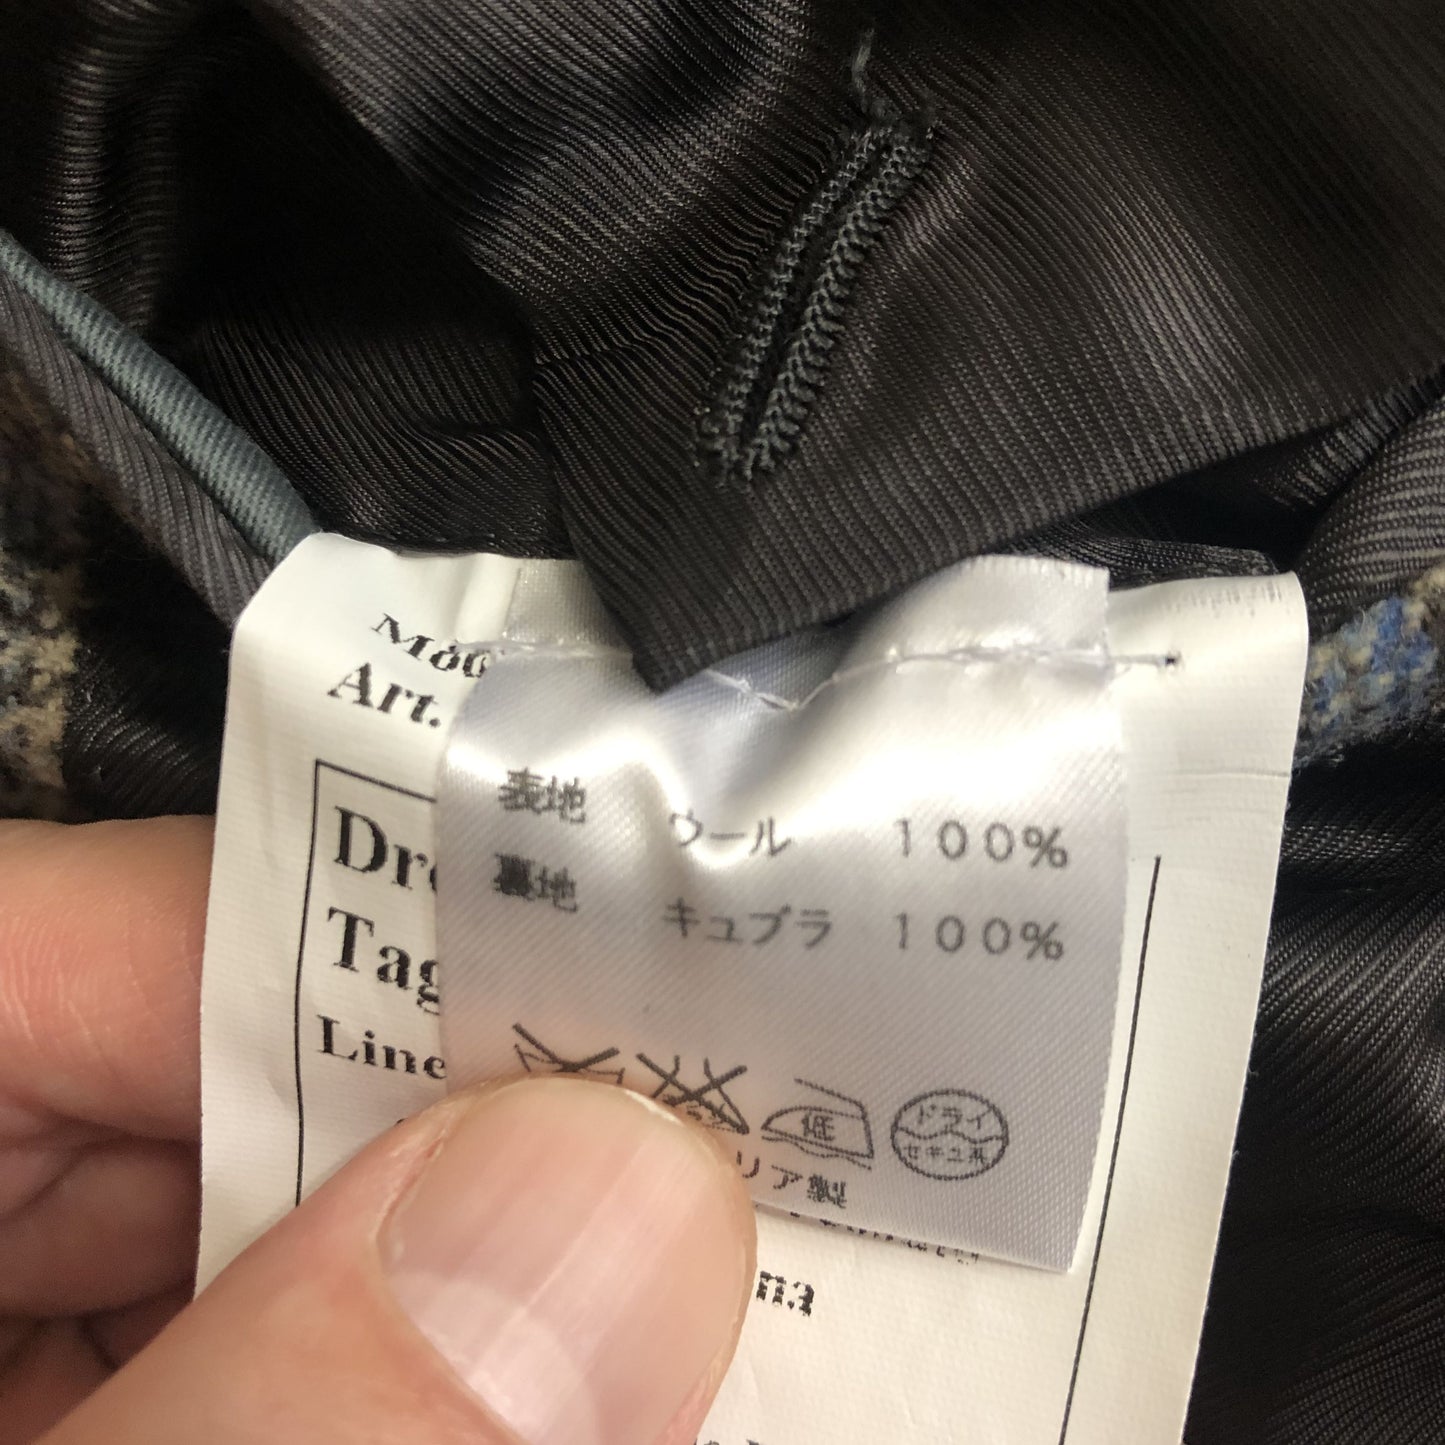 Art.
表地 ウール 100%
裏地 キュプラ 100%
Tag
Line
低
ドライ
セキユ系
リア製
na